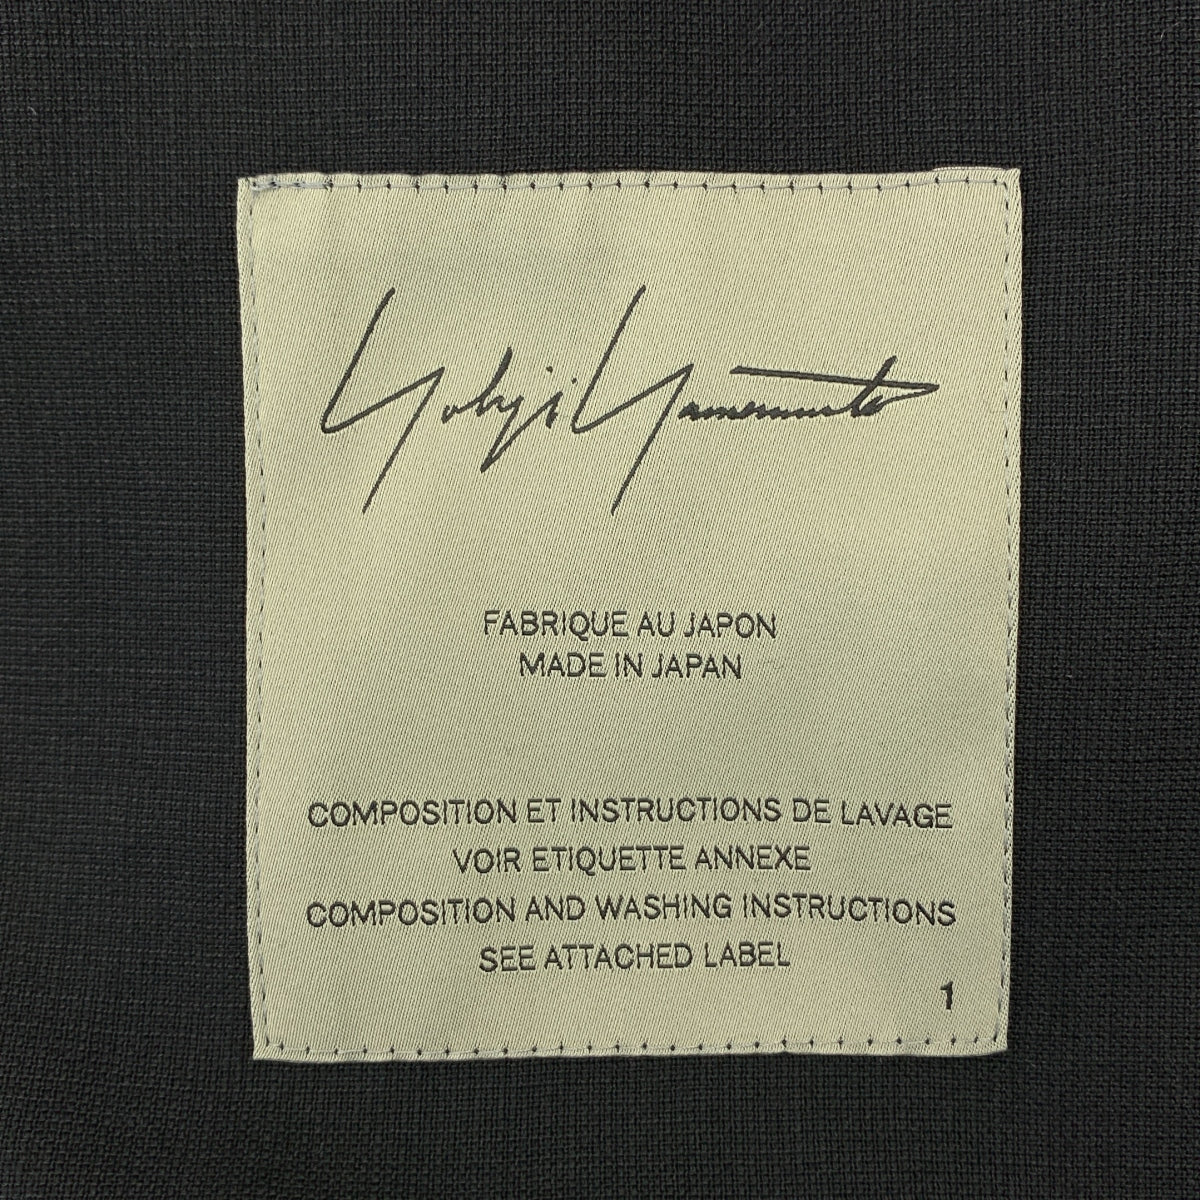 Yohji Yamamoto
FABRIQUE AU JAPON
MADE IN JAPAN
COMPOSITION ET INSTRUCTIONS DE LAVAGE
VOIR ETIQUETTE ANNEXE
COMPOSITION AND WASHING INSTRUCTIONS
SEE ATTACHED LABEL
1